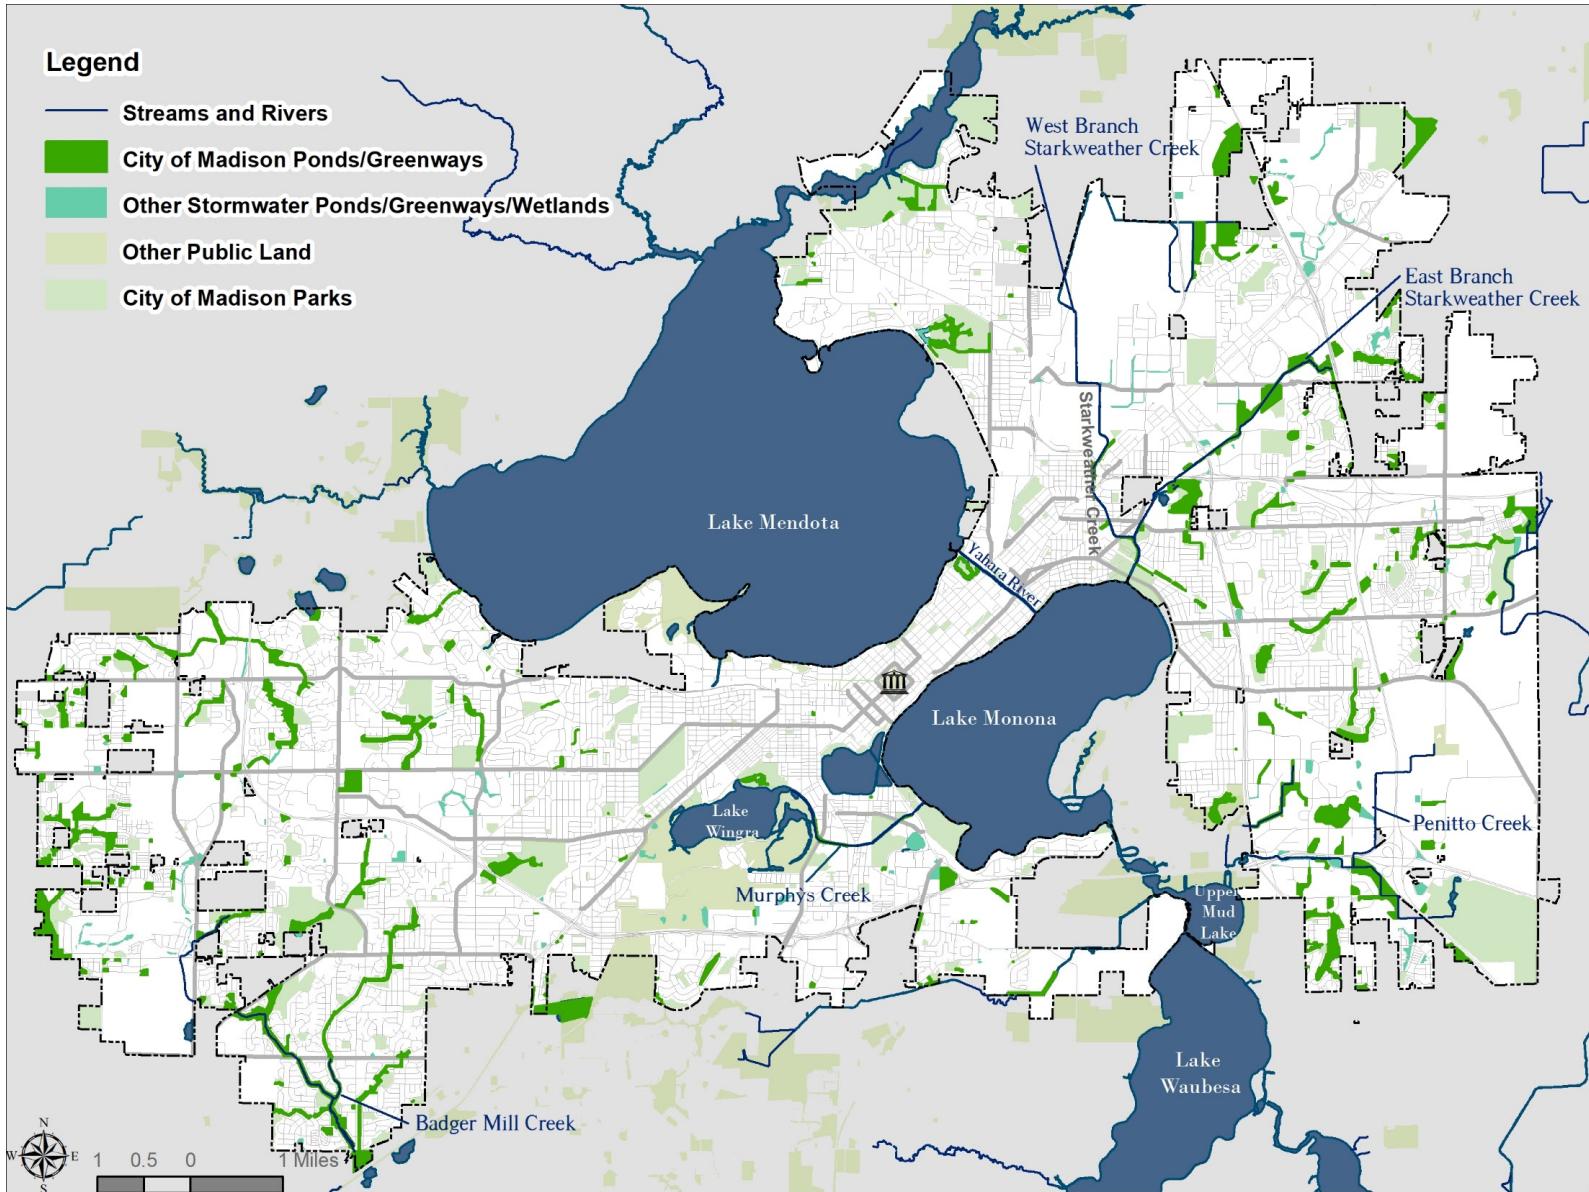 Legend
Streams and Rivers
City of Madison Ponds/Greenways
Other Stormwater Ponds/Greenways/Wetlands
Other Public Land
City of Madison Parks
West Branch
Starkweather Creek
East Branch
Starkweather Creek
Starkweather Creek
Lake Mendota
Yahara River
Lake Monona
Lake
Wingra
Murphys Creek
Penitto Creek
Upper
Mud
Lake
Lake
Waubesa
Badger Mill Creek
N
W E
S
1 0.5 0 1 Miles